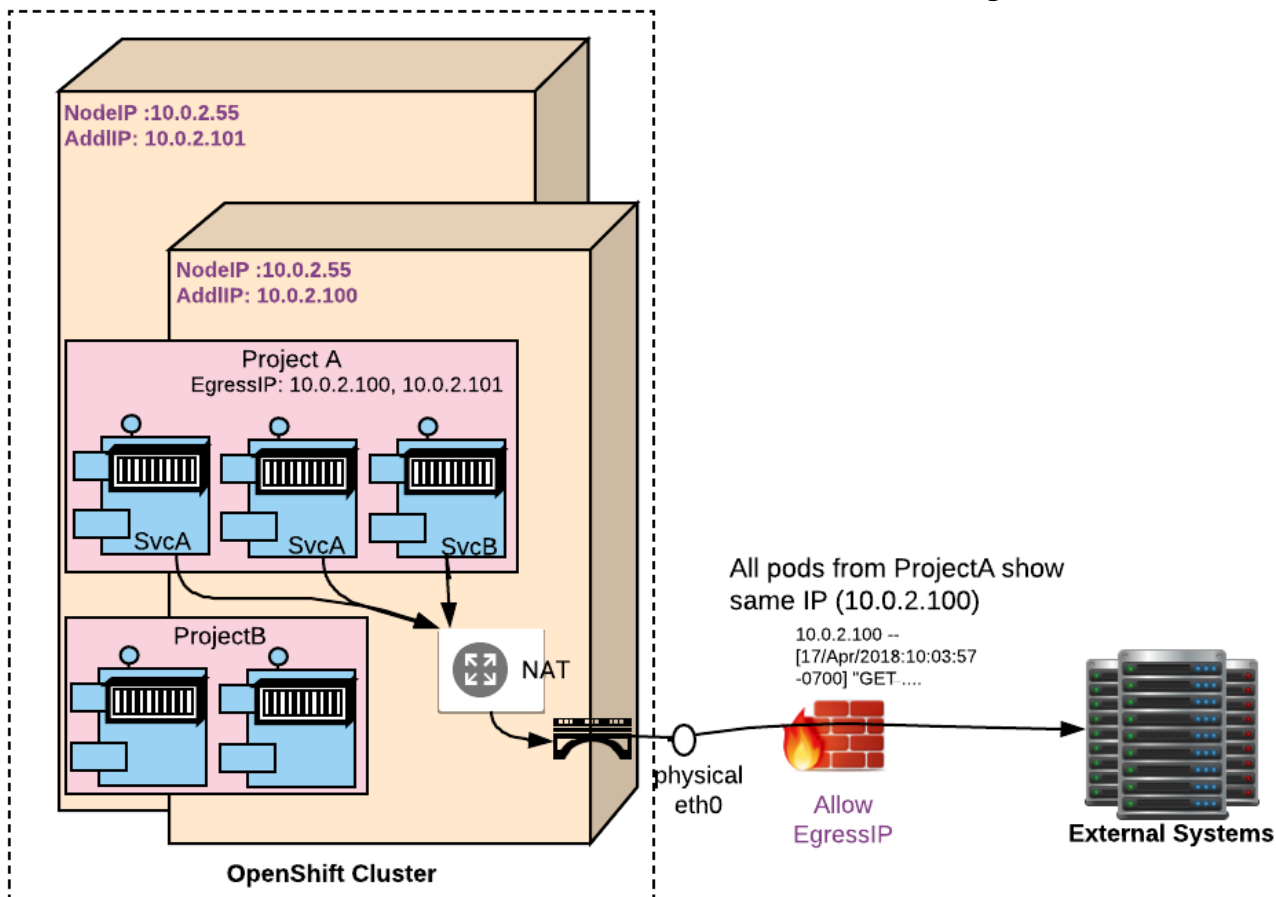 NodeIP :10.0.2.55
AddlIP: 10.0.2.101
NodeIP :10.0.2.55
AddlIP: 10.0.2.100
Project A
EgressIP: 10.0.2.100, 10.0.2.101
SvcA
SvcA
SvcB
ProjectB
NAT
physical
eth0
OpenShift Cluster
All pods from ProjectA show
same IP (10.0.2.100)
10.0.2.100 --
[17/Apr/2018:10:03:57
-0700] "GET ....
Allow
EgressIP
External Systems